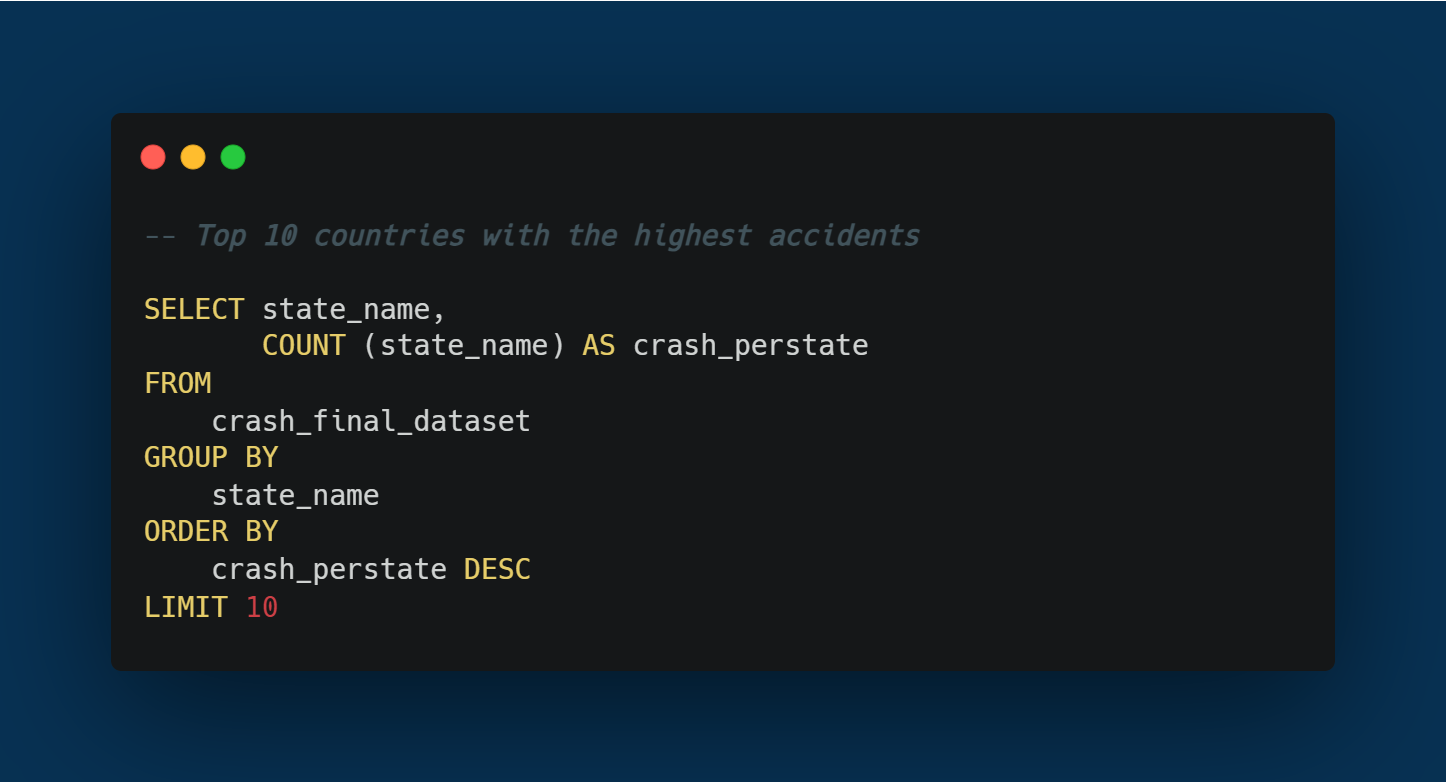 -- Top 10 countries with the highest accidents
SELECT state_name,
COUNT (state_name) AS crash_perstate
FROM
crash_final_dataset
GROUP BY
state_name
ORDER BY
crash_perstate DESC
LIMIT 10